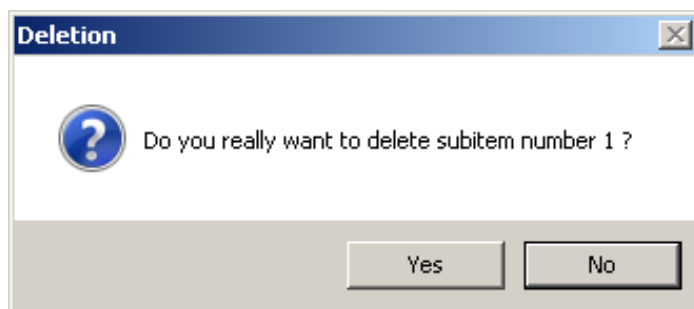 Deletion
Do you really want to delete subitem number 1 ?
Yes No